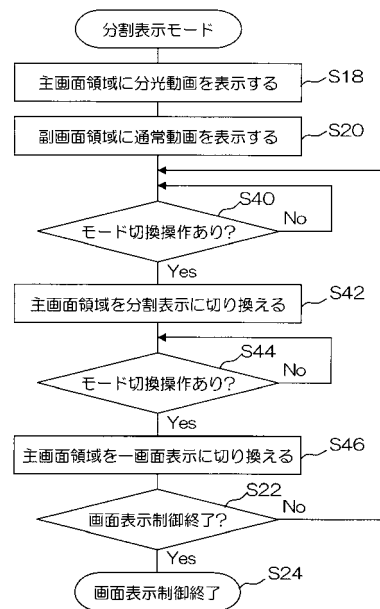 分割表示モード
主画面領域に分光動画を表示する
S18
副画面領域に通常動画を表示する
S20
S40
モード切換操作あり?
No
Yes
主画面領域を分割表示に切り換える
S42
S44
モード切換操作あり?
No
Yes
主画面領域を一画面表示に切り換える
S46
S22
画面表示制御終了?
No
Yes
画面表示制御終了
S24